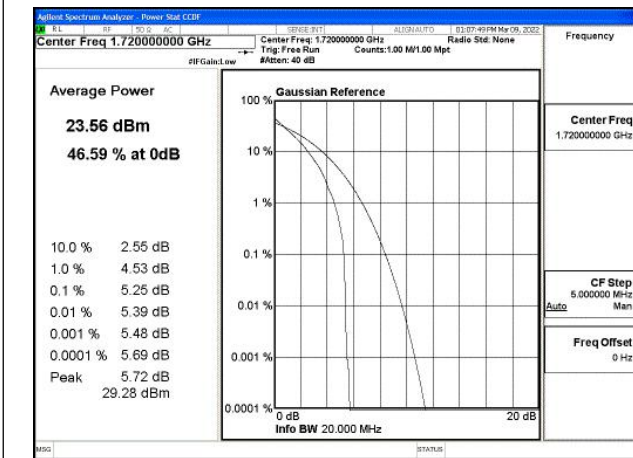 Agilent Spectrum Analyzer - Power Stat CCDF
RL RF 50 Ω AC SENSE:INT ALIGNAUTO 01:07:49 PM Mar 09, 2022
Center Freq 1.720000000 GHz
Center Freq: 1.720000000 GHz Radio Std: None
Trig: Free Run Counts:1.00 M/1.00 Mpt
#IFGain:Low #Atten: 40 dB
Frequency
Average Power
23.56 dBm
46.59 % at 0dB
10.0 % 2.55 dB
1.0 % 4.53 dB
0.1 % 5.25 dB
0.01 % 5.39 dB
0.001 % 5.48 dB
0.0001 % 5.69 dB
Peak 5.72 dB
29.28 dBm
Gaussian Reference
100 %
10 %
1 %
0.1 %
0.01 %
0.001 %
0.0001 %
0 dB 20 dB
Info BW 20.000 MHz
Center Freq
1.720000000 GHz
CF Step
5.000000 MHz
Auto Man
Freq Offset
0 Hz
MSG STATUS